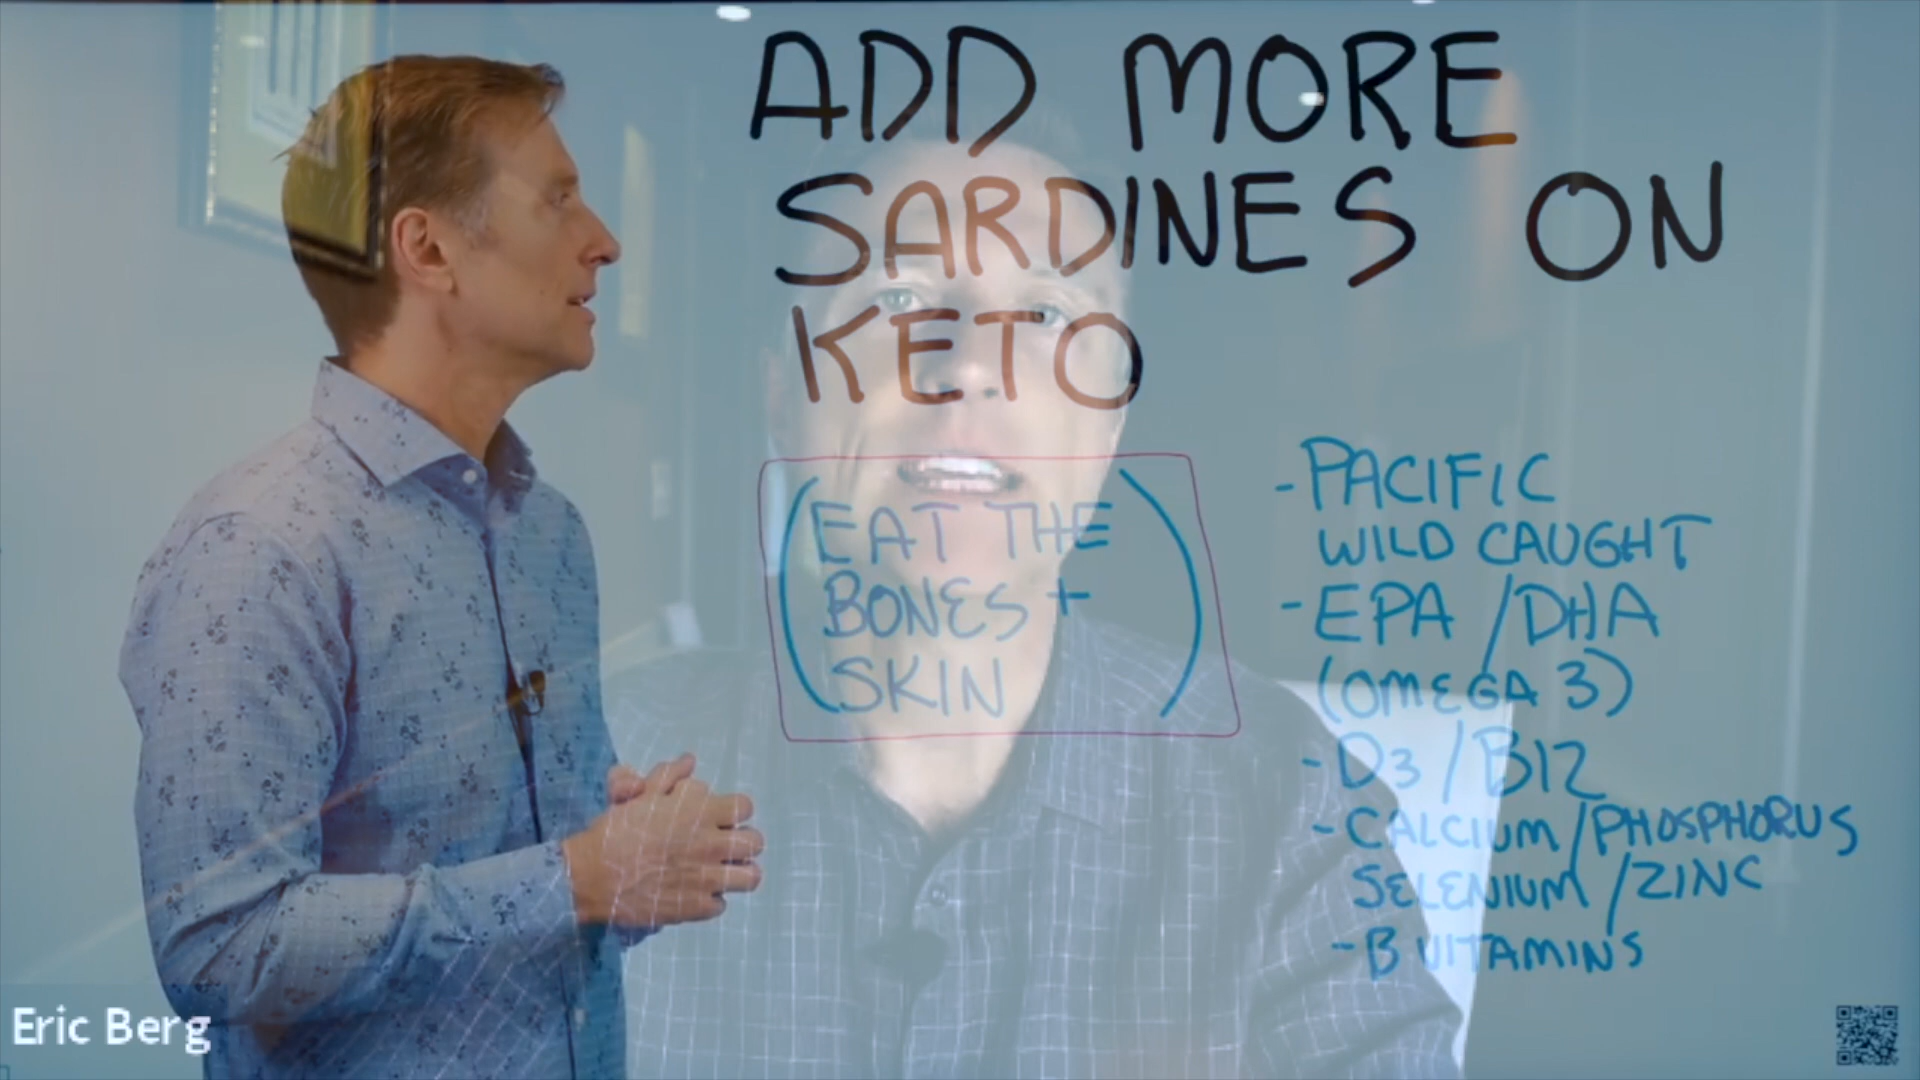 ADD MORE
SARDINES ON
KETO
(EAT THE
BONES +
SKIN)
- PACIFIC
WILD CAUGHT
- EPA / DHA
(OMEGA 3)
- D3 / B12
- CALCIUM / PHOSPHORUS
SELENIUM / ZINC
- B VITAMINS
Eric Berg